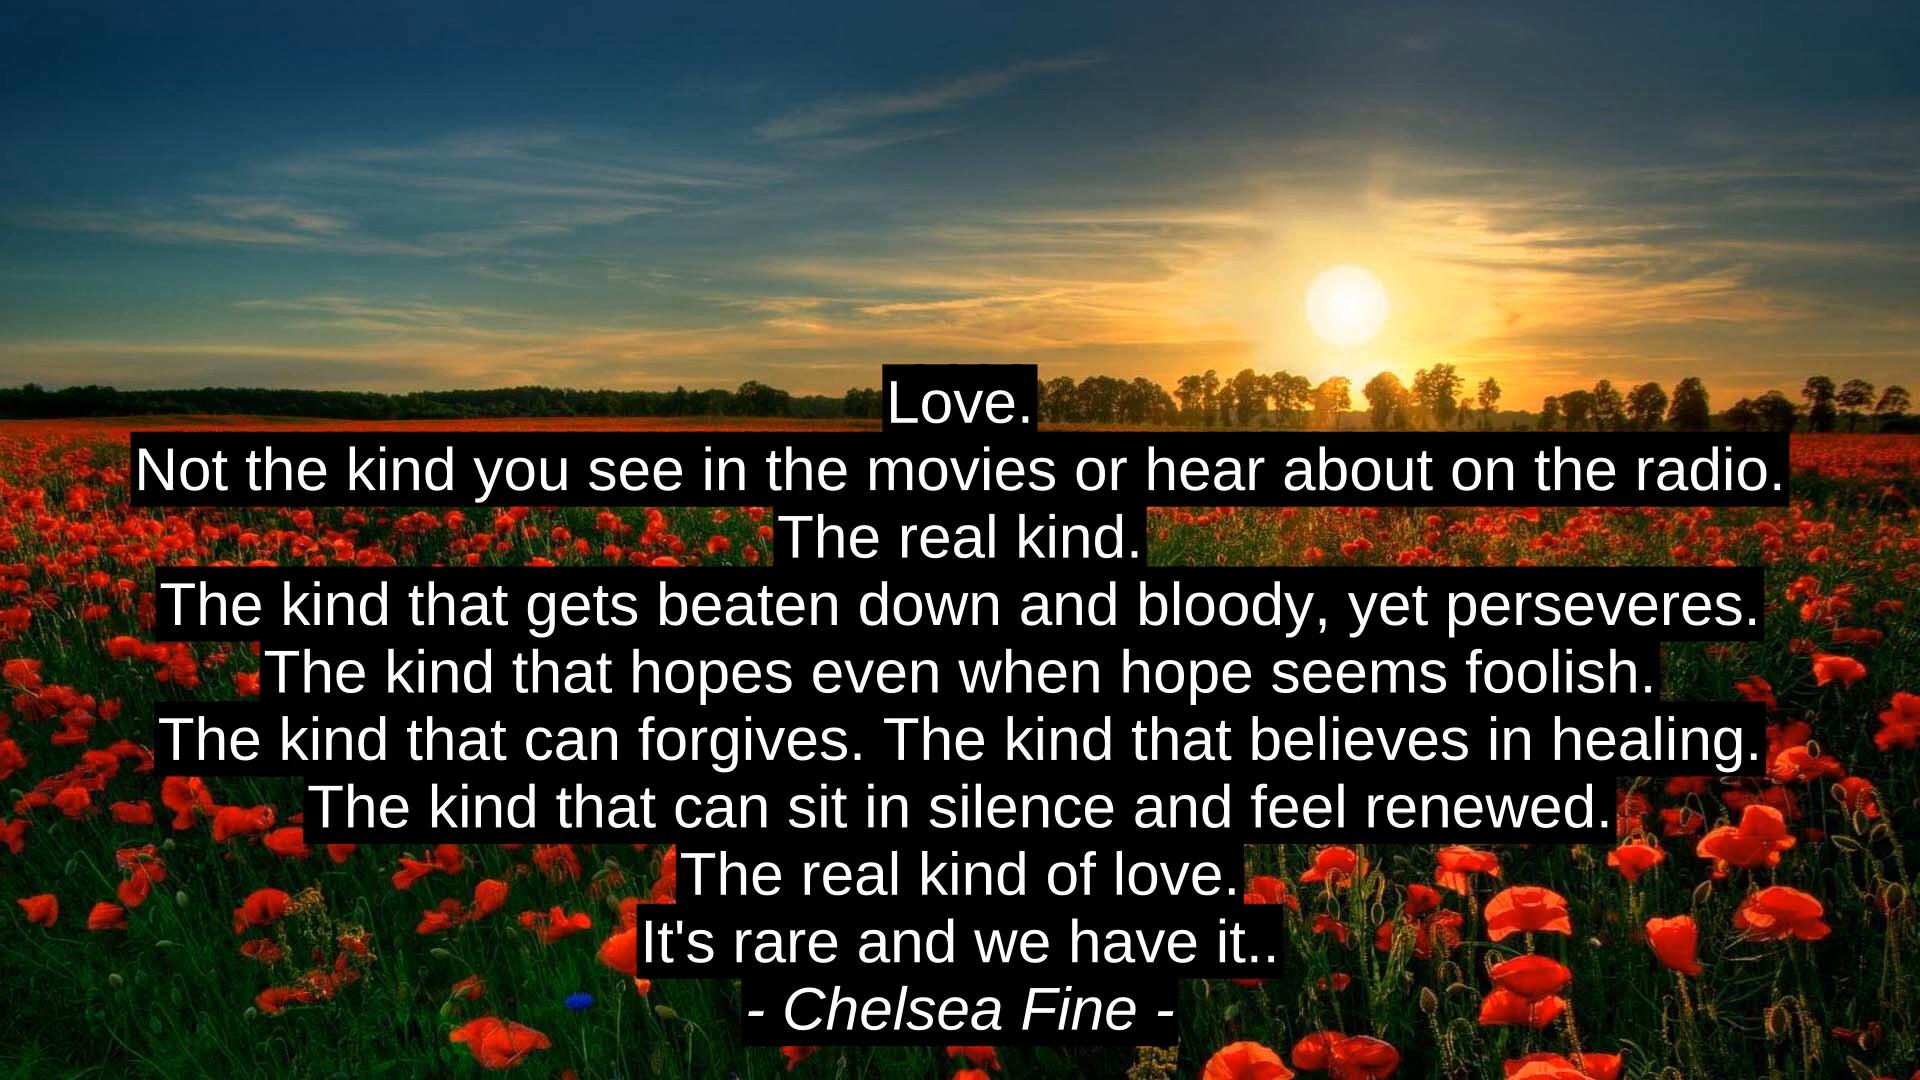 Love.
Not the kind you see in the movies or hear about on the radio.
The real kind.
The kind that gets beaten down and bloody, yet perseveres.
The kind that hopes even when hope seems foolish.
The kind that can forgives. The kind that believes in healing.
The kind that can sit in silence and feel renewed.
The real kind of love.
It's rare and we have it..
- Chelsea Fine -